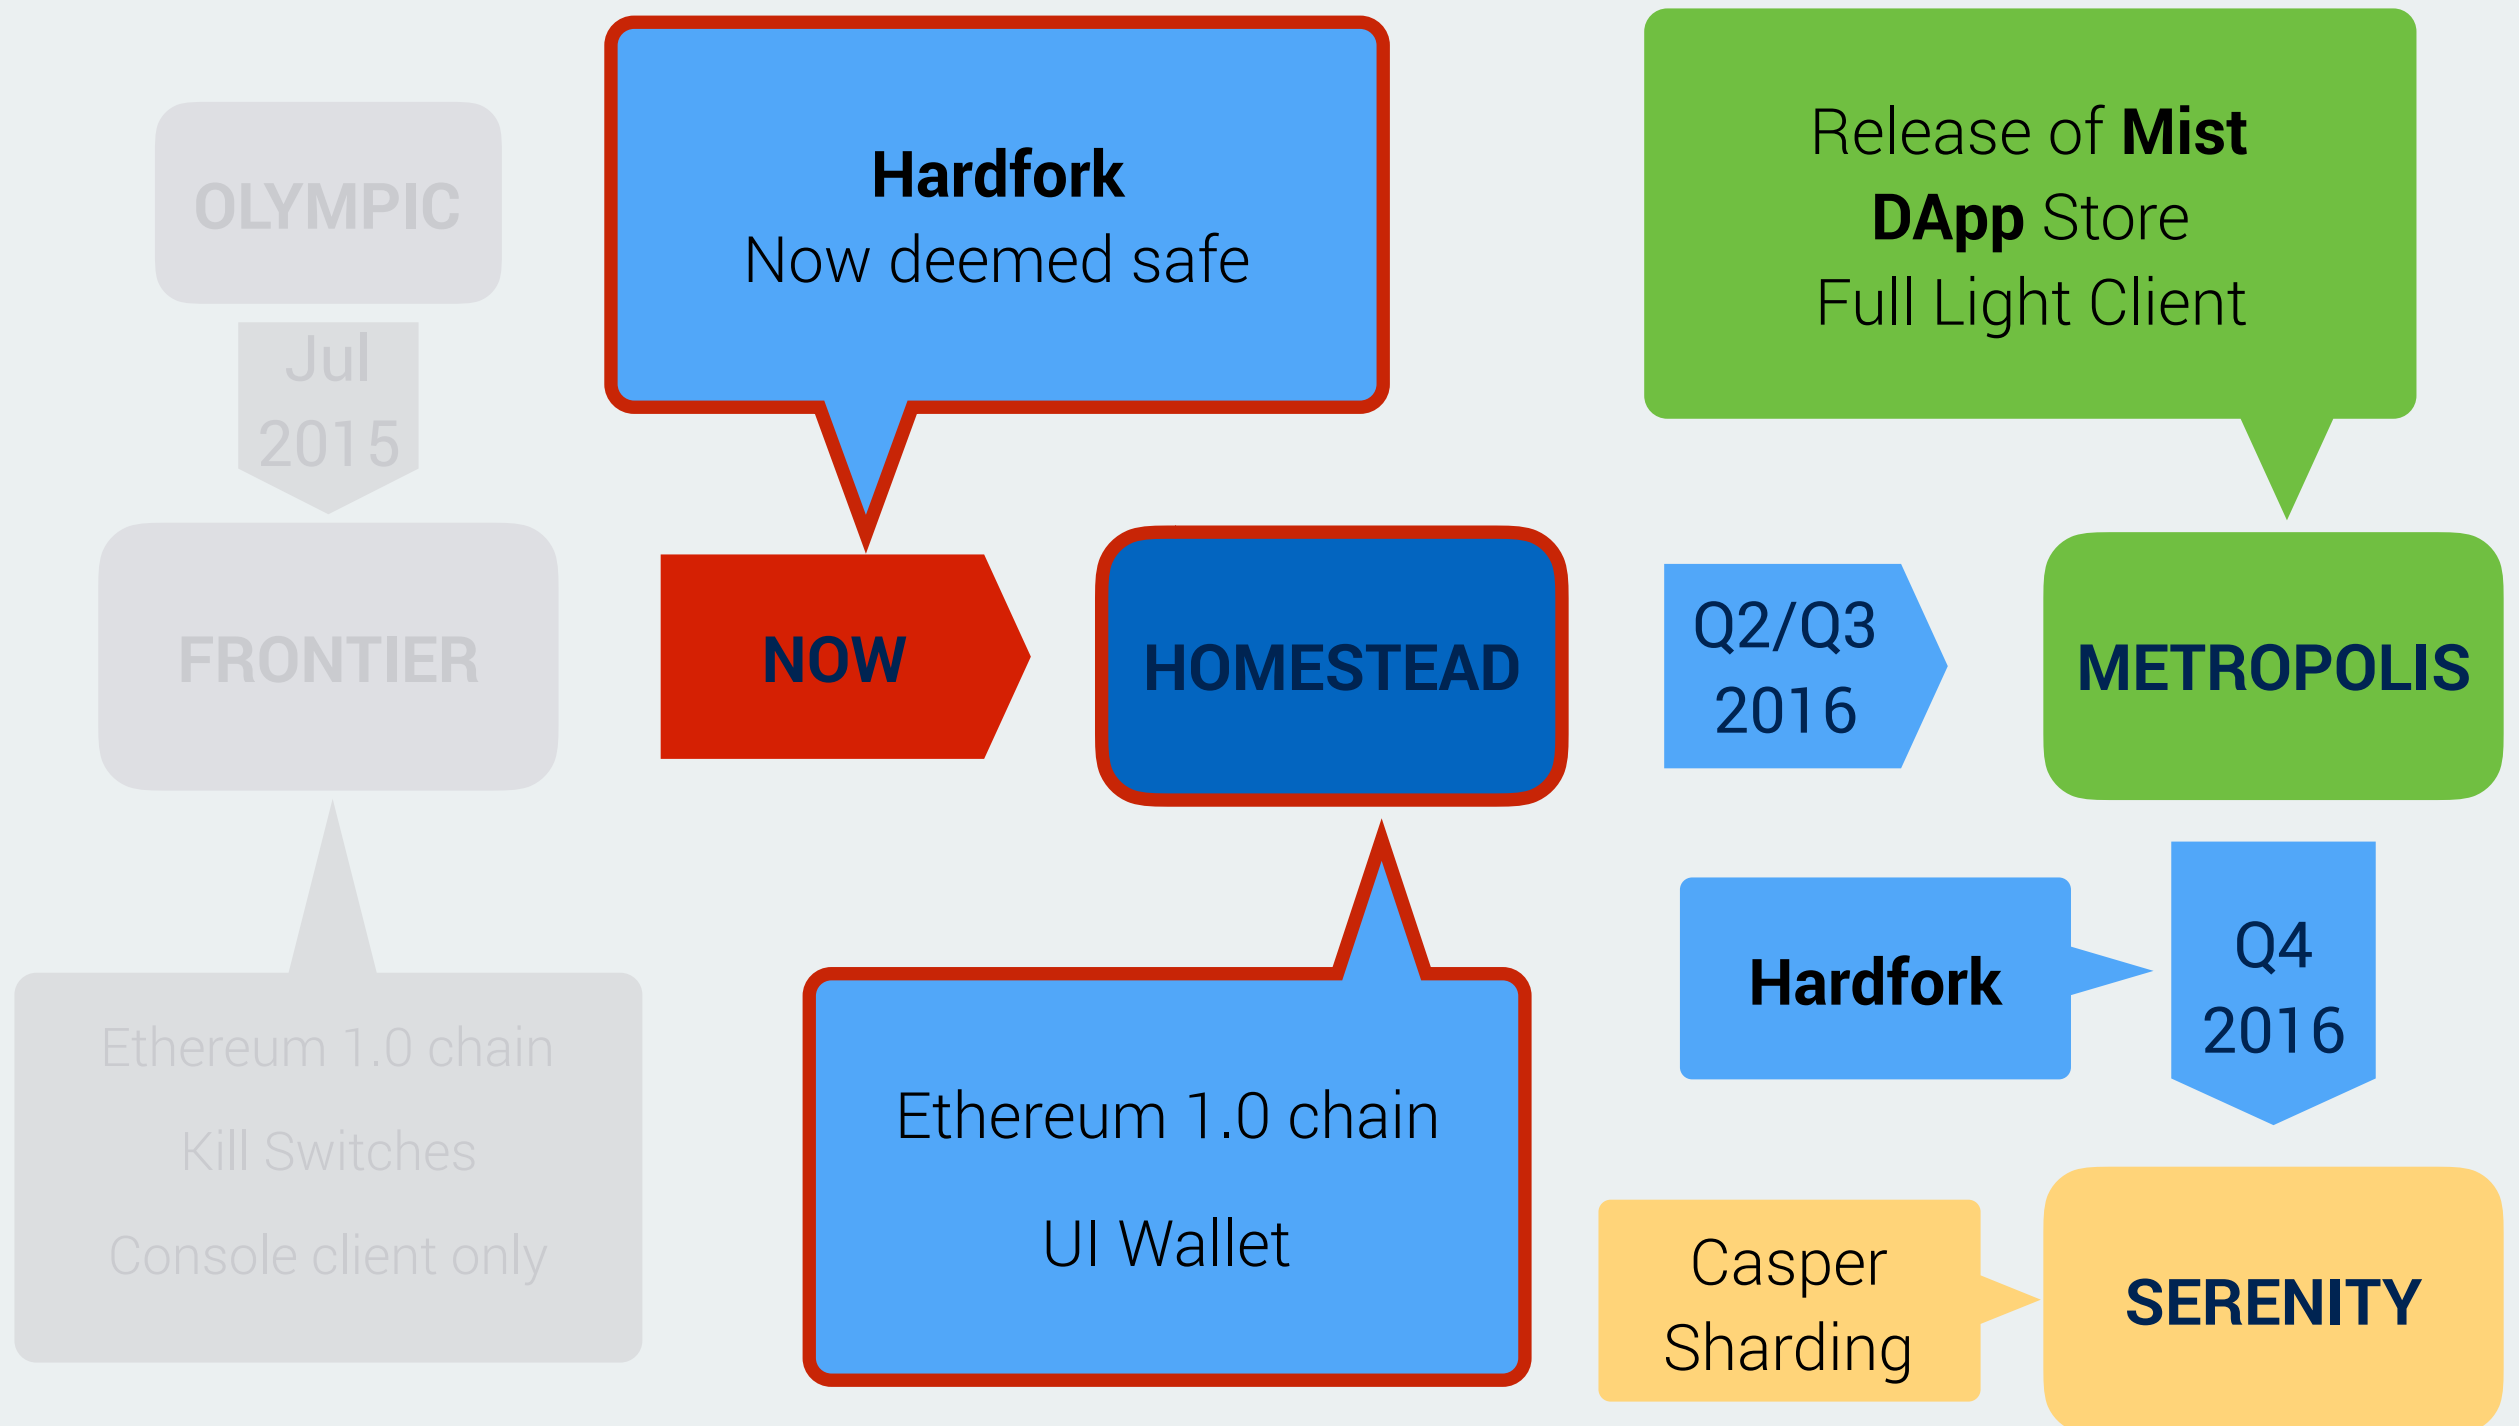 OLYMPIC
Jul
2015
FRONTIER
Ethereum 1.0 chain
Kill Switches
Console client only
Hardfork
Now deemed safe
NOW
HOMESTEAD
Ethereum 1.0 chain
UI Wallet
Q2/Q3
2016
Release of Mist
DApp Store
Full Light Client
METROPOLIS
Hardfork
Q4
2016
Casper
Sharding
SERENITY